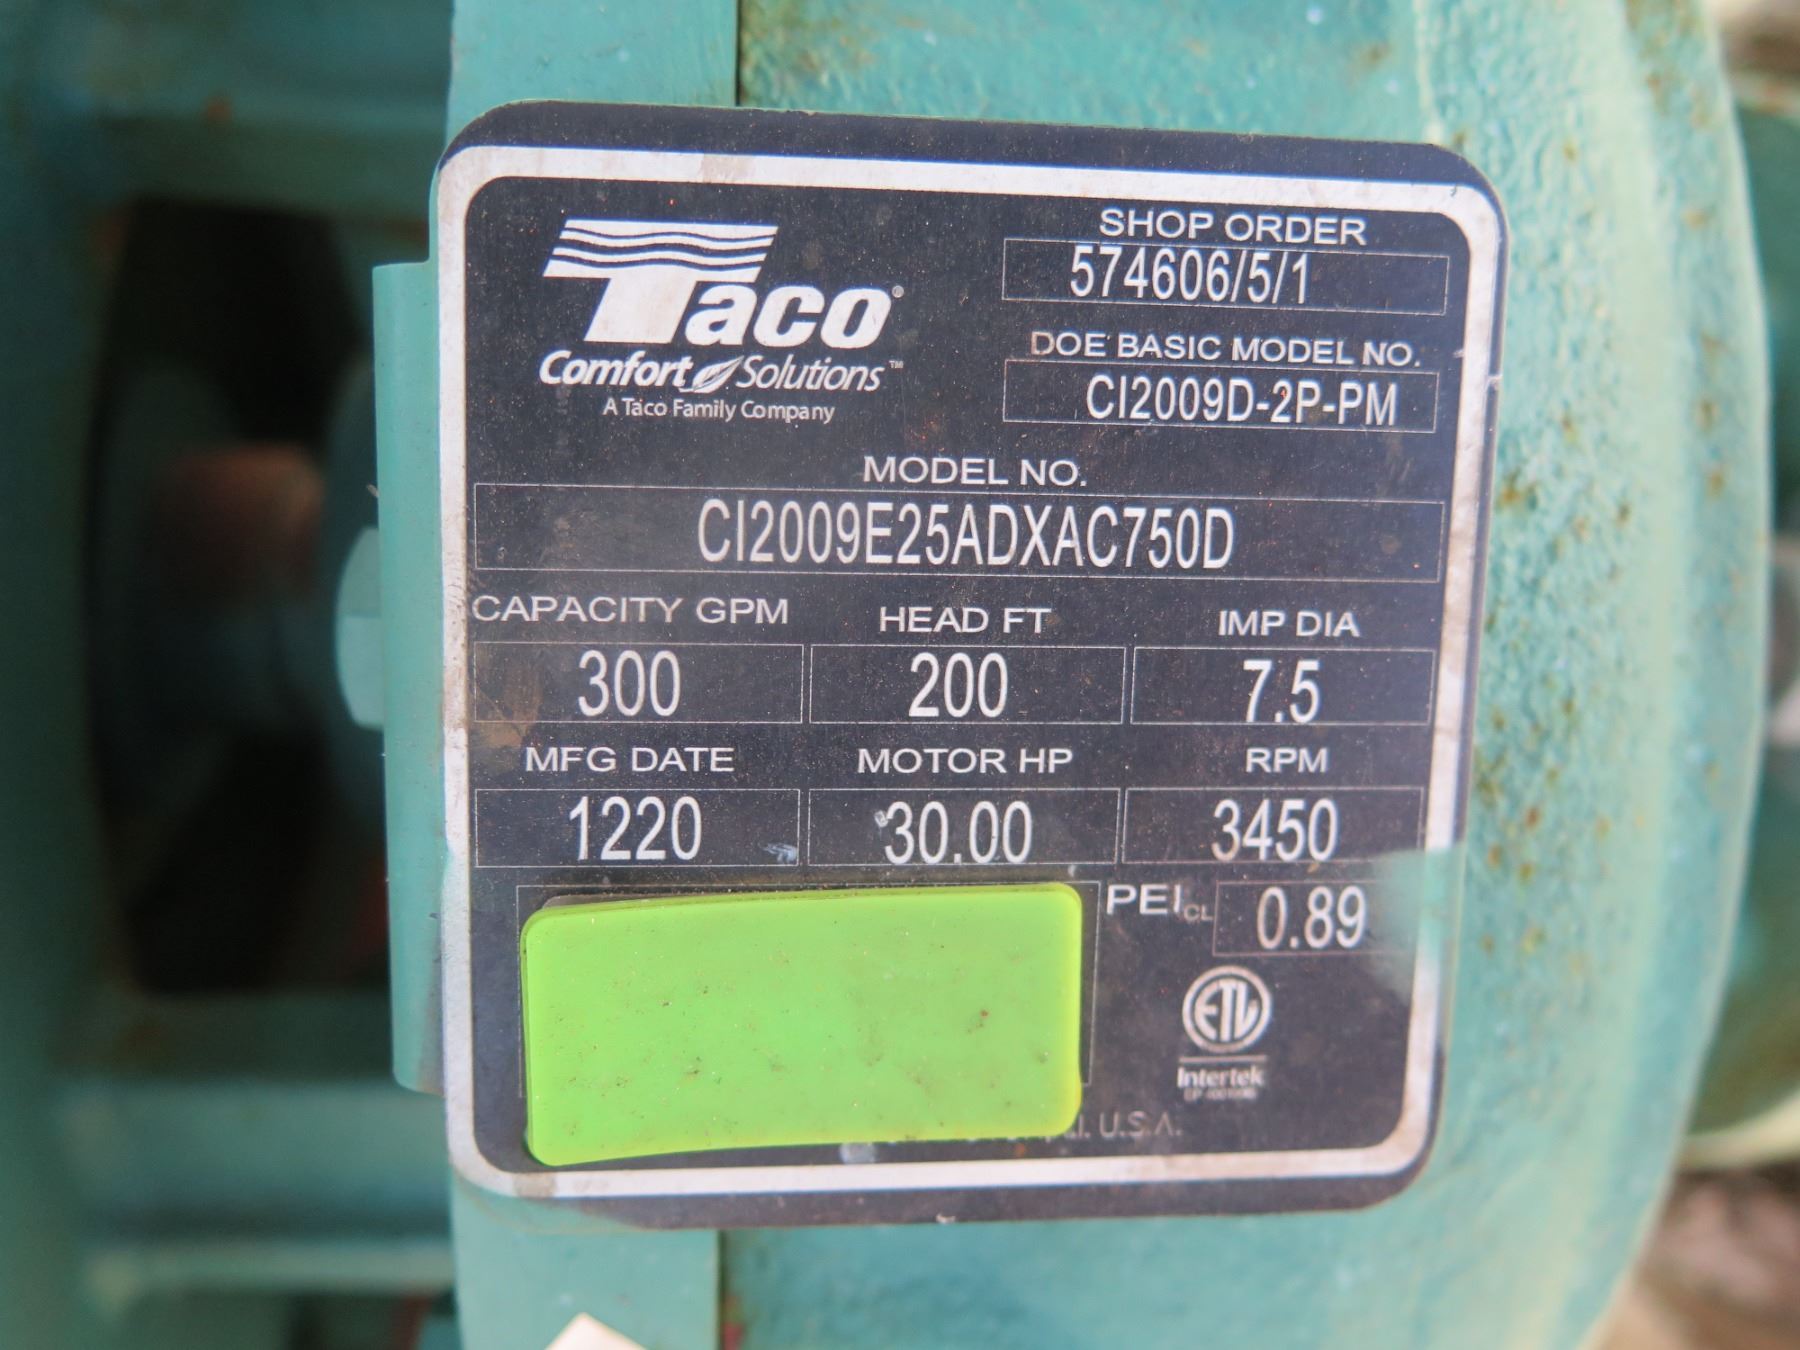 Taco®
Comfort Solutions™
A Taco Family Company
SHOP ORDER
574606/5/1
DOE BASIC MODEL NO.
CI2009D-2P-PM
MODEL NO.
CI2009E25ADXAC750D
CAPACITY GPM HEAD FT IMP DIA
300 200 7.5
MFG DATE MOTOR HP RPM
1220 30.00 3450
PEI CL 0.89
ETL
Intertek
U.S.A.